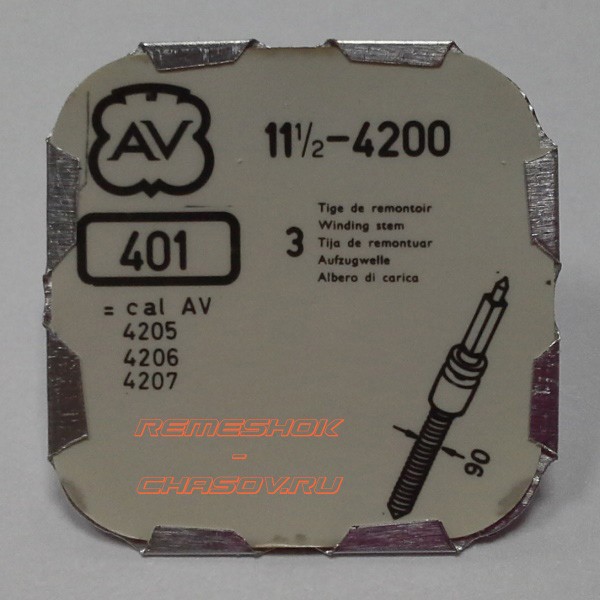 AV
11½-4200
401
3
Tige de remontoir
Winding stem
Tija de remontuar
Aufzugwelle
Albero di carica
= cal AV
4205
4206
4207
90
REMESHOK
-
CHASOV.RU